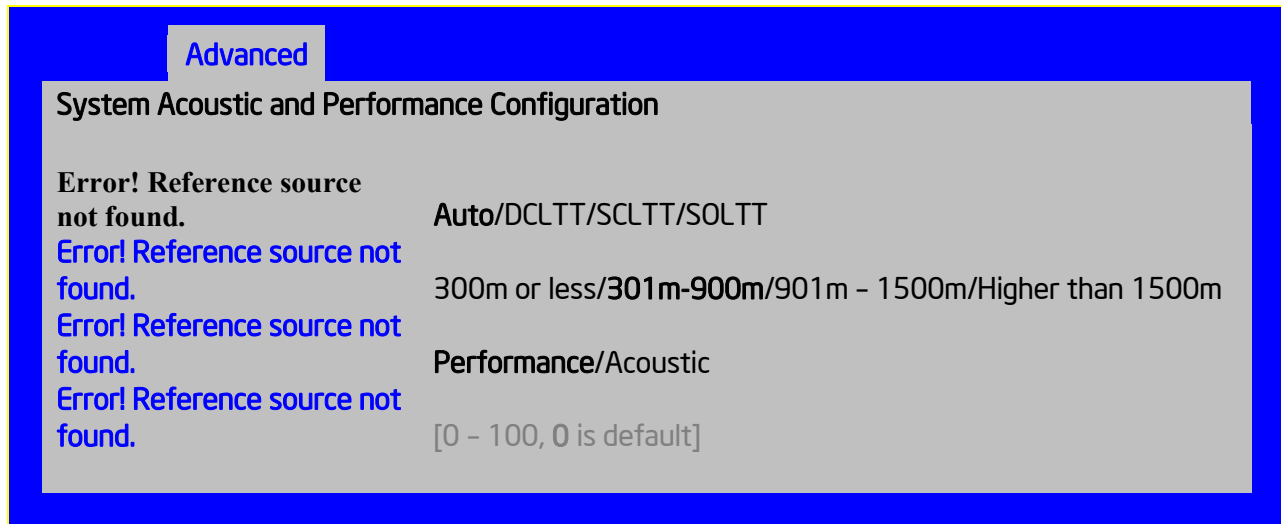 Advanced
System Acoustic and Performance Configuration
Error! Reference source
not found. Auto/DCLTT/SCLTT/SOLTT
Error! Reference source not
found. 300m or less/301m-900m/901m – 1500m/Higher than 1500m
Error! Reference source not
found. Performance/Acoustic
Error! Reference source not
found. [0 – 100, 0 is default]